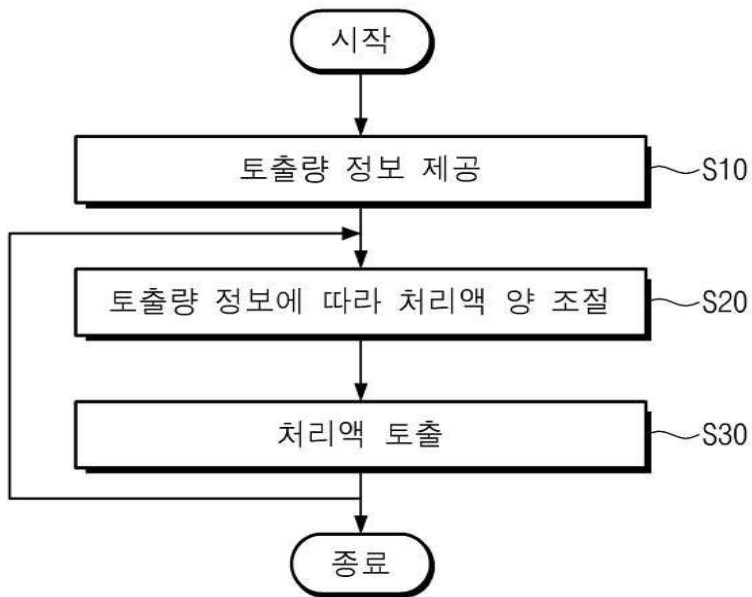 시작
토출량 정보 제공
S10
토출량 정보에 따라 처리액 양 조절
S20
처리액 토출
S30
종료